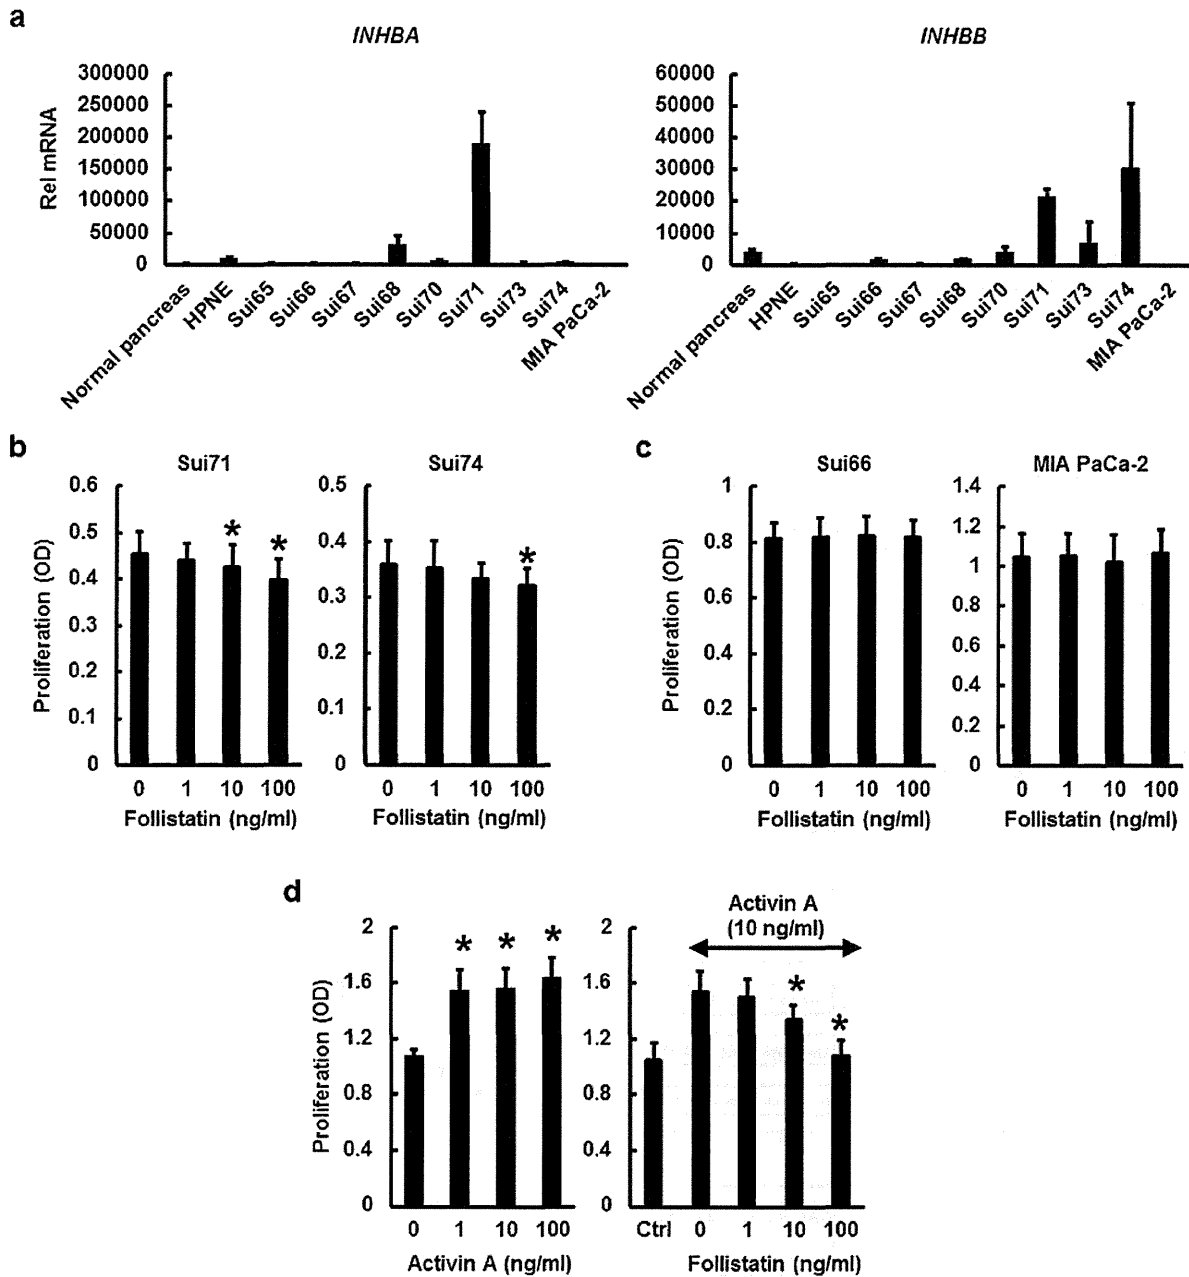 a
INHBA
INHBB
Rel mRNA
300000
250000
200000
150000
100000
50000
0
Normal pancreas
HPNE
Sui65
Sui66
Sui67
Sui68
Sui70
Sui71
Sui73
Sui74
MIA PaCa-2
60000
50000
40000
30000
20000
10000
0
Normal pancreas
HPNE
Sui65
Sui66
Sui67
Sui68
Sui70
Sui71
Sui73
Sui74
MIA PaCa-2
b
Sui71
Proliferation (OD)
0.6
0.5
0.4
0.3
0.2
0.1
0
* *
0 1 10 100
Follistatin (ng/ml)
Sui74
0.5
0.4
0.3
0.2
0.1
0
*
0 1 10 100
Follistatin (ng/ml)
c
Sui66
Proliferation (OD)
1
0.8
0.6
0.4
0.2
0
0 1 10 100
Follistatin (ng/ml)
MIA PaCa-2
1.4
1.2
1
0.8
0.6
0.4
0.2
0
0 1 10 100
Follistatin (ng/ml)
d
Proliferation (OD)
2
1.6
1.2
0.8
0.4
0
* * *
0 1 10 100
Activin A (ng/ml)
Activin A
(10 ng/ml)
2
1.6
1.2
0.8
0.4
0
* *
Ctrl 0 1 10 100
Follistatin (ng/ml)